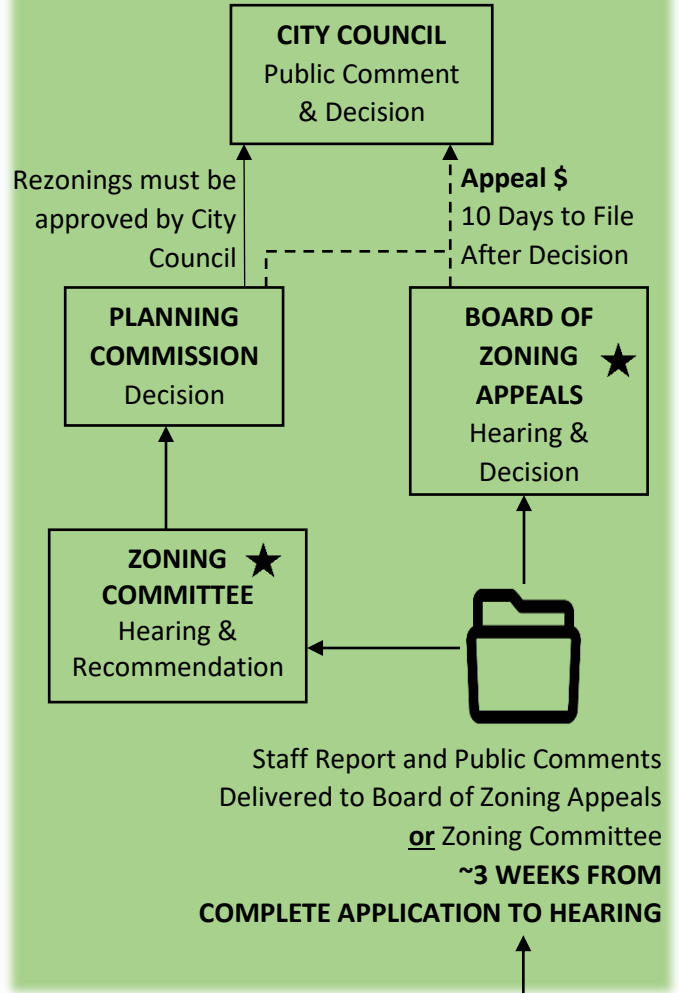 CITY COUNCIL
Public Comment
& Decision
Rezonings must be
approved by City
Council
Appeal $
10 Days to File
After Decision
PLANNING
COMMISSION
Decision
BOARD OF
ZONING
APPEALS
Hearing &
Decision
ZONING
COMMITTEE
Hearing &
Recommendation
Staff Report and Public Comments
Delivered to Board of Zoning Appeals
or Zoning Committee
~3 WEEKS FROM
COMPLETE APPLICATION TO HEARING